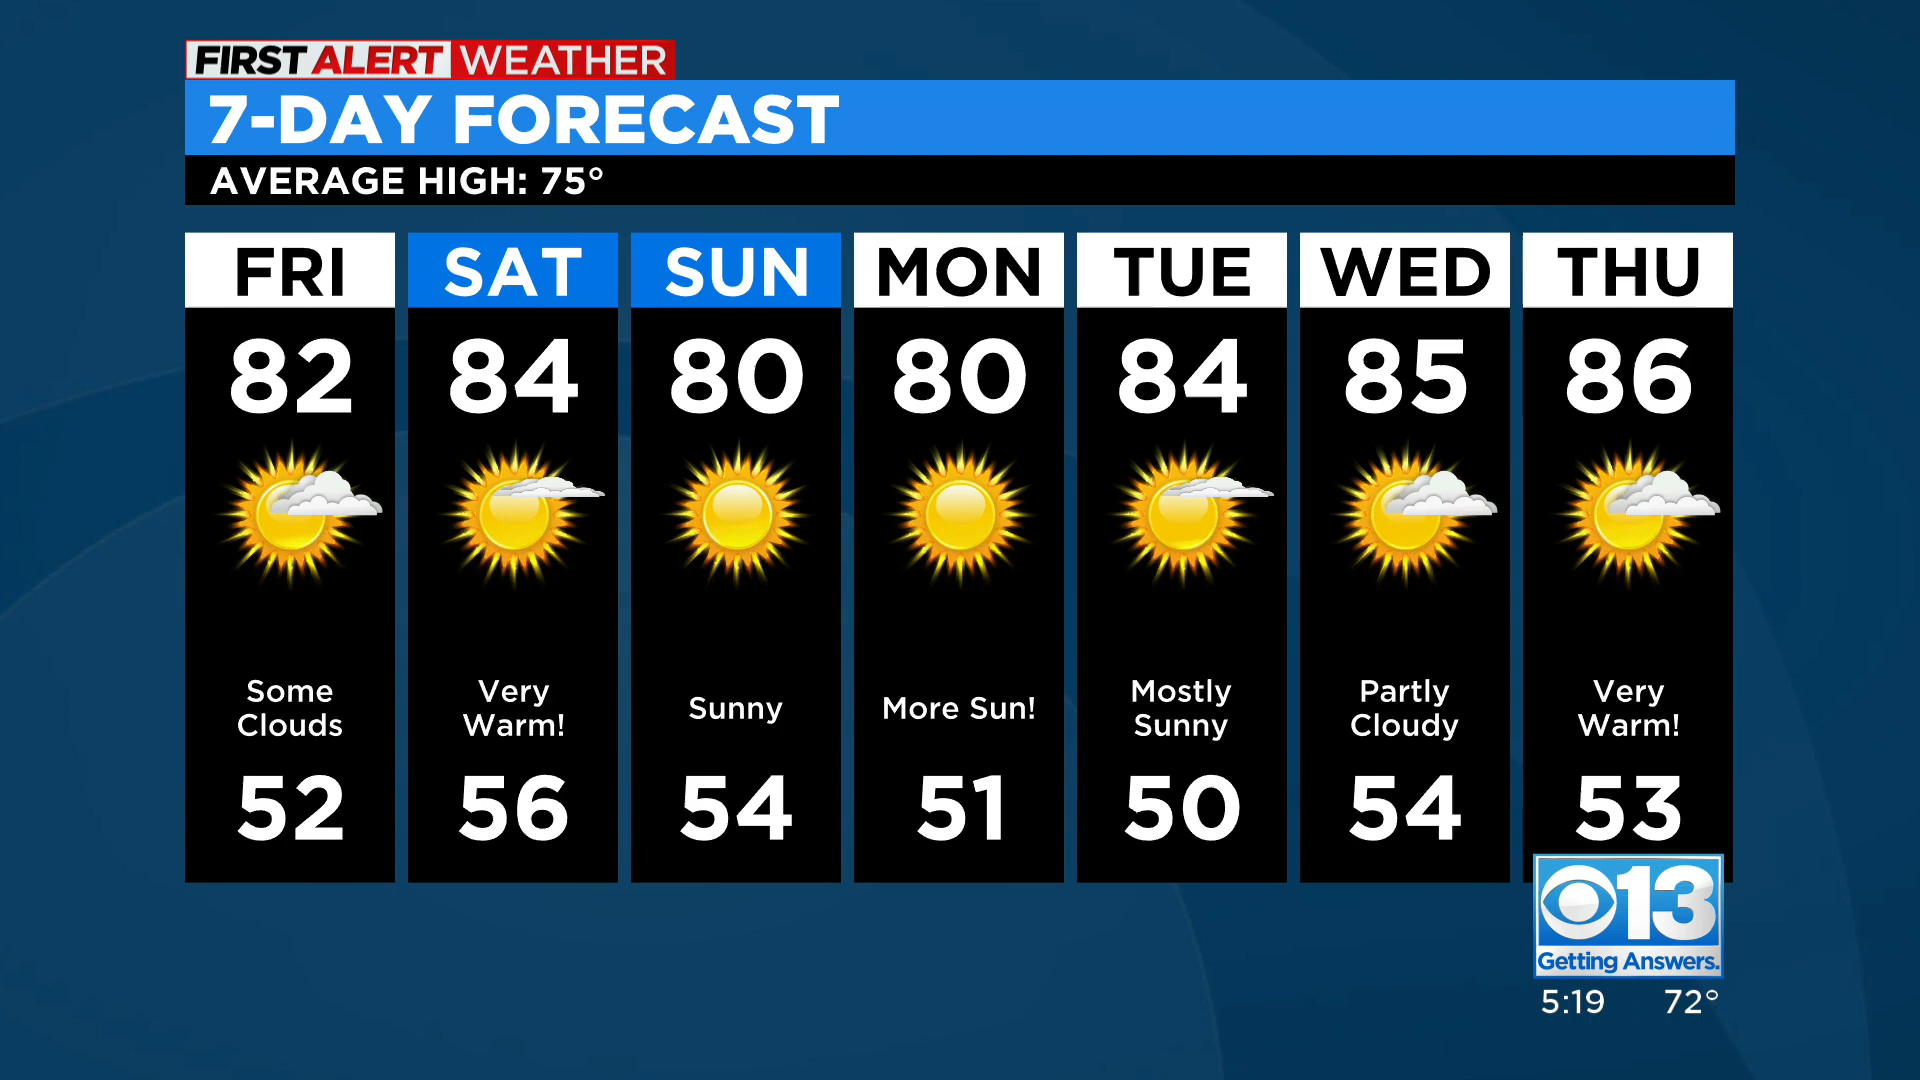 FIRST ALERT WEATHER
7-DAY FORECAST
AVERAGE HIGH: 75°
FRI SAT SUN MON TUE WED THU
82 84 80 80 84 85 86
Some Clouds
Very Warm!
Sunny
More Sun!
Mostly Sunny
Partly Cloudy
Very Warm!
52 56 54 51 50 54 53
13
Getting Answers.
5:19 72°